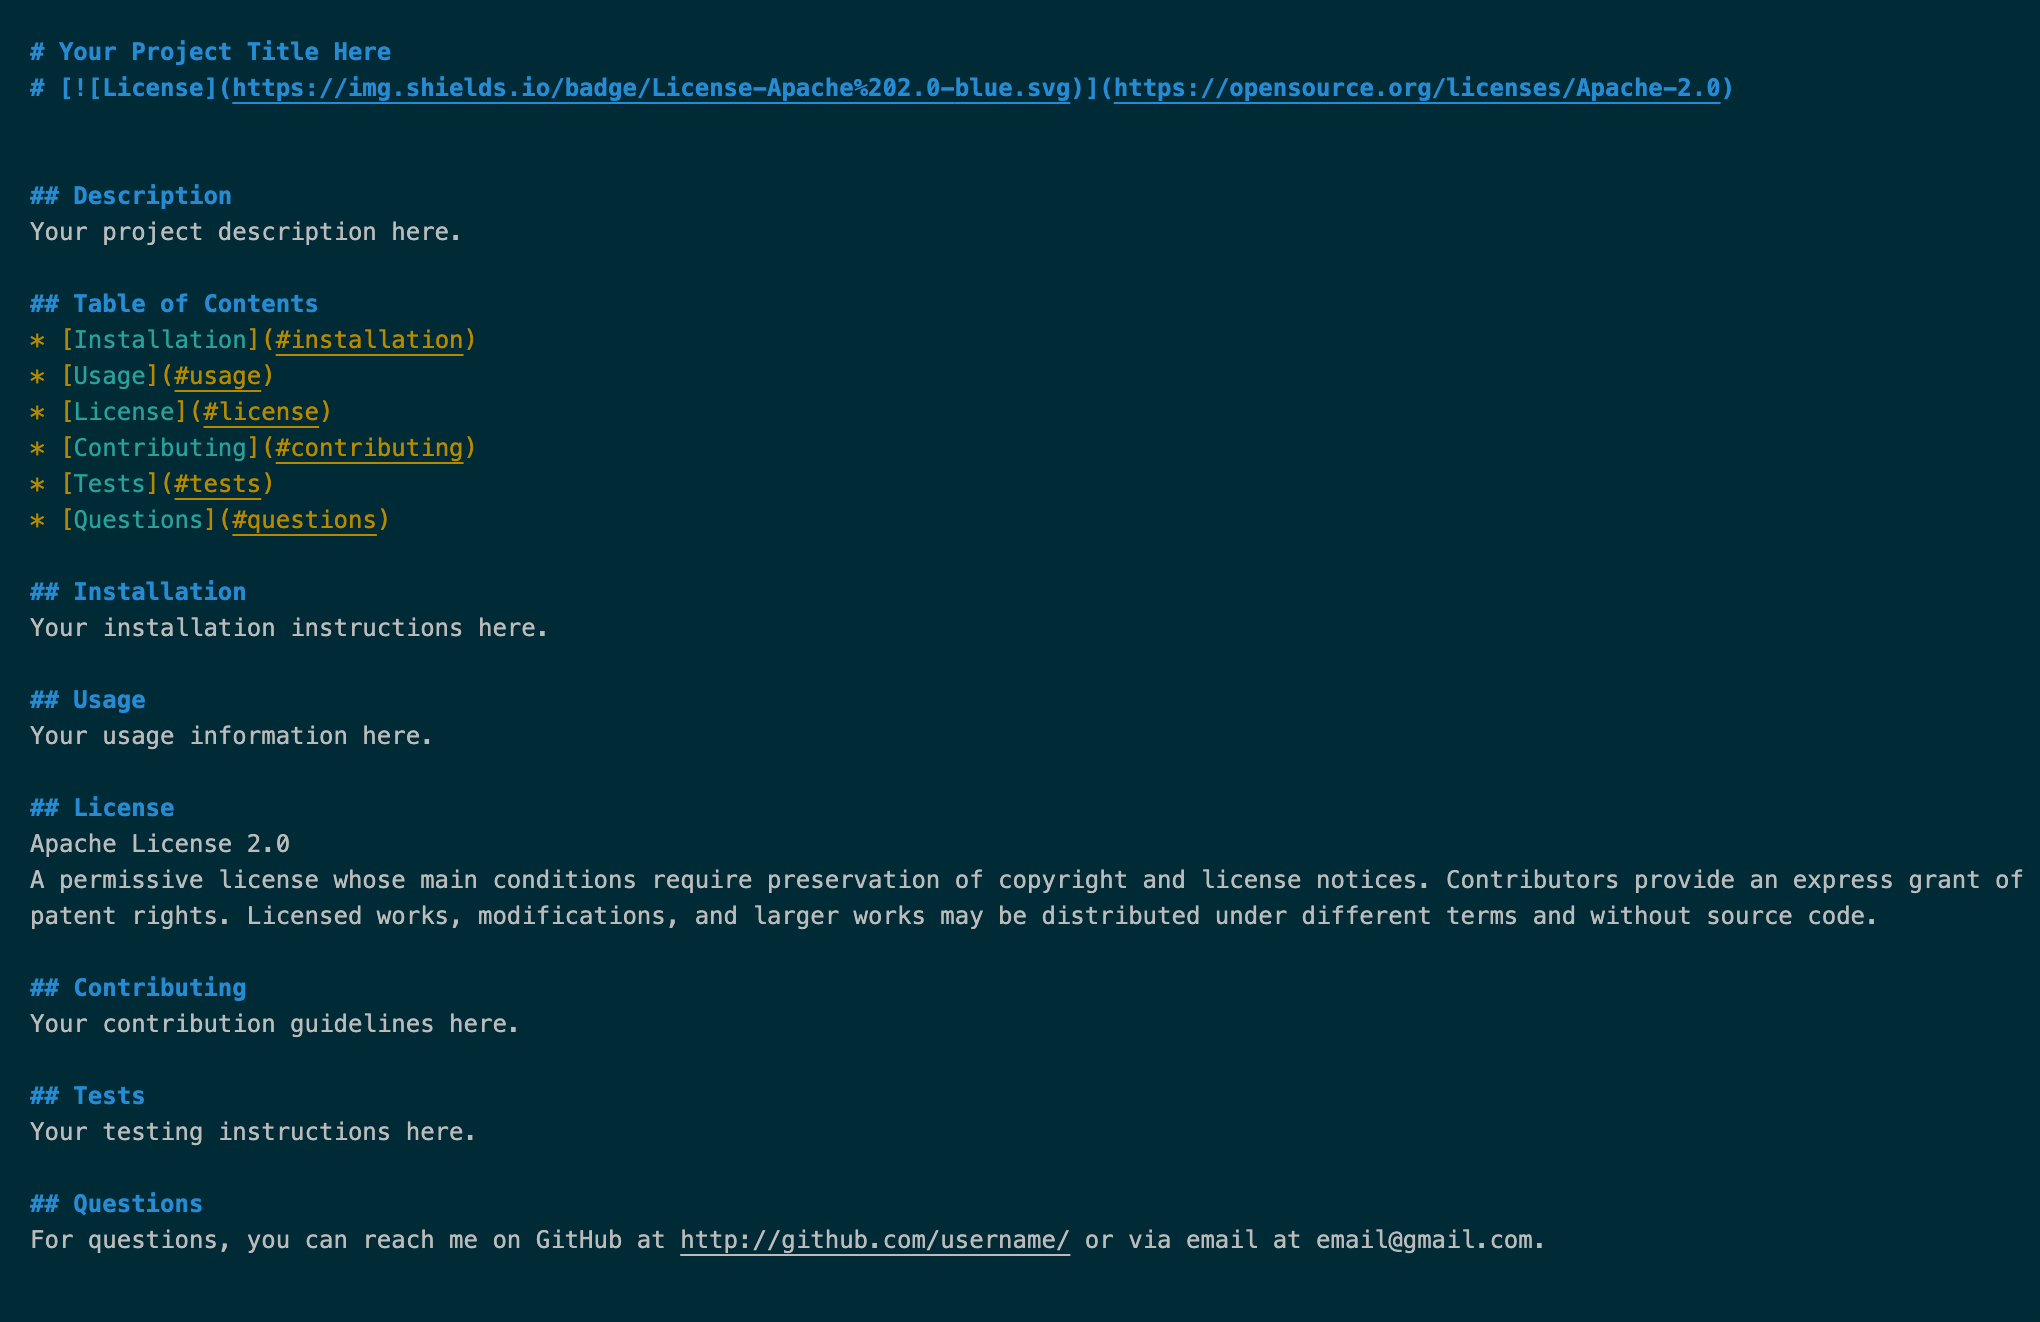 # Your Project Title Here
# [![License](https://img.shields.io/badge/License-Apache%202.0-blue.svg)](https://opensource.org/licenses/Apache-2.0)
## Description
Your project description here.
## Table of Contents
* [Installation](#installation)
* [Usage](#usage)
* [License](#license)
* [Contributing](#contributing)
* [Tests](#tests)
* [Questions](#questions)
## Installation
Your installation instructions here.
## Usage
Your usage information here.
## License
Apache License 2.0
A permissive license whose main conditions require preservation of copyright and license notices. Contributors provide an express grant of
patent rights. Licensed works, modifications, and larger works may be distributed under different terms and without source code.
## Contributing
Your contribution guidelines here.
## Tests
Your testing instructions here.
## Questions
For questions, you can reach me on GitHub at http://github.com/username/ or via email at email@gmail.com.